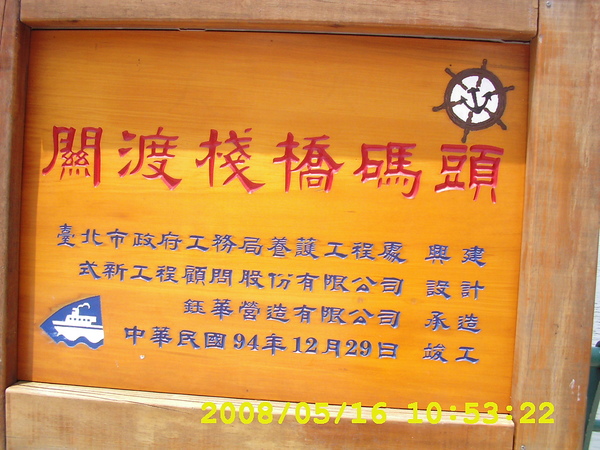 關渡棧橋碼頭
臺北市政府工務局養護工程處 興建
式新工程顧問股份有限公司 設計
鈺華營造有限公司 承造
中華民國94年12月29日 竣工
2008/05/16 10:53:22